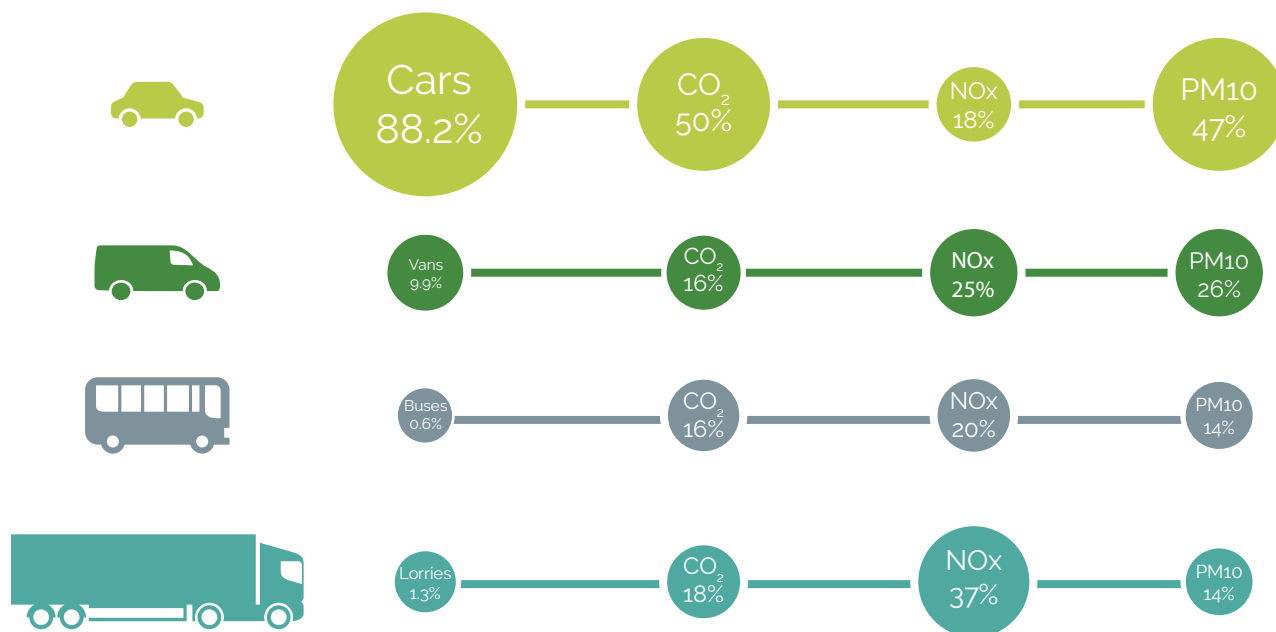 Cars
88.2%
CO₂
50%
NOx
18%
PM10
47%
Vans
9.9%
CO₂
16%
NOx
25%
PM10
26%
Buses
0.6%
CO₂
16%
NOx
20%
PM10
14%
Lorries
1.3%
CO₂
18%
NOx
37%
PM10
14%